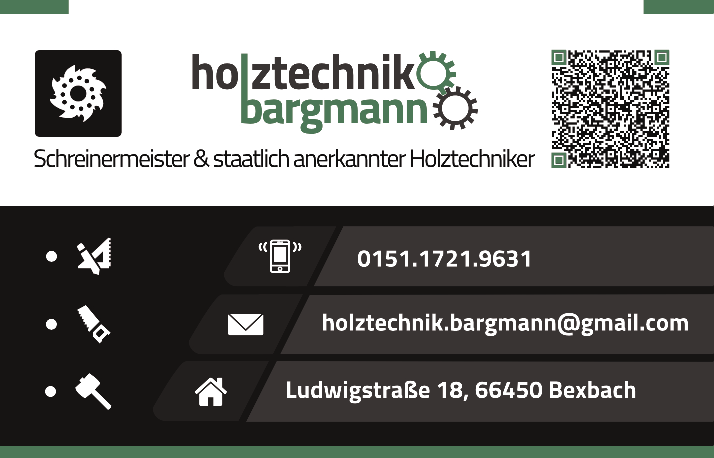 holztechnik
bargmann
Schreinermeister & staatlich anerkannter Holztechniker
0151.1721.9631
holztechnik.bargmann@gmail.com
Ludwigstraße 18, 66450 Bexbach